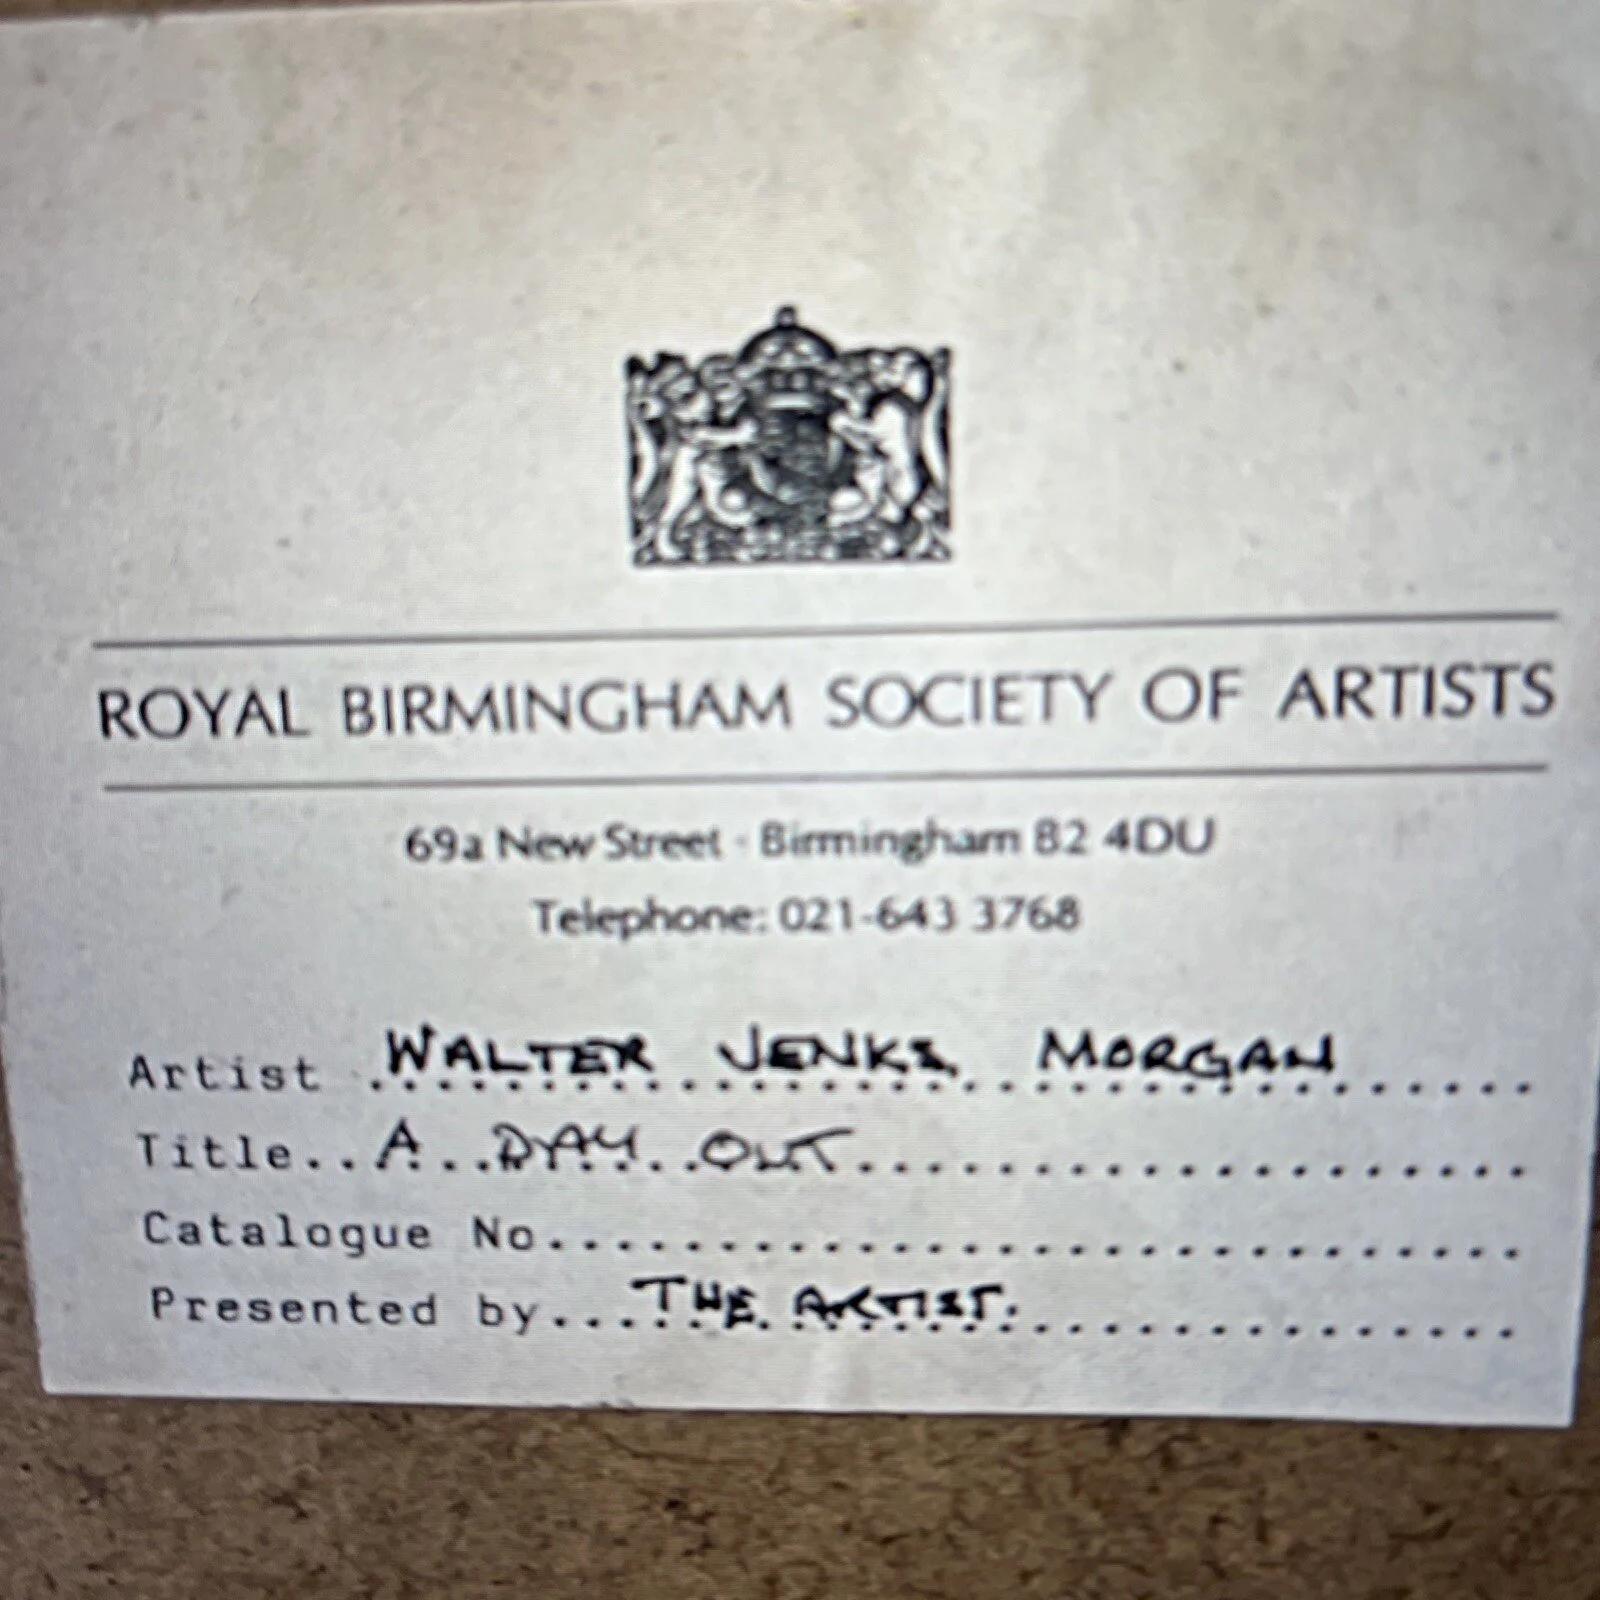 ROYAL BIRMINGHAM SOCIETY OF ARTISTS
69a New Street · Birmingham B2 4DU
Telephone: 021-643 3768
Artist WALTER JENKS MORGAN
Title A DAY OUT
Catalogue No
Presented by THE ARTIST.